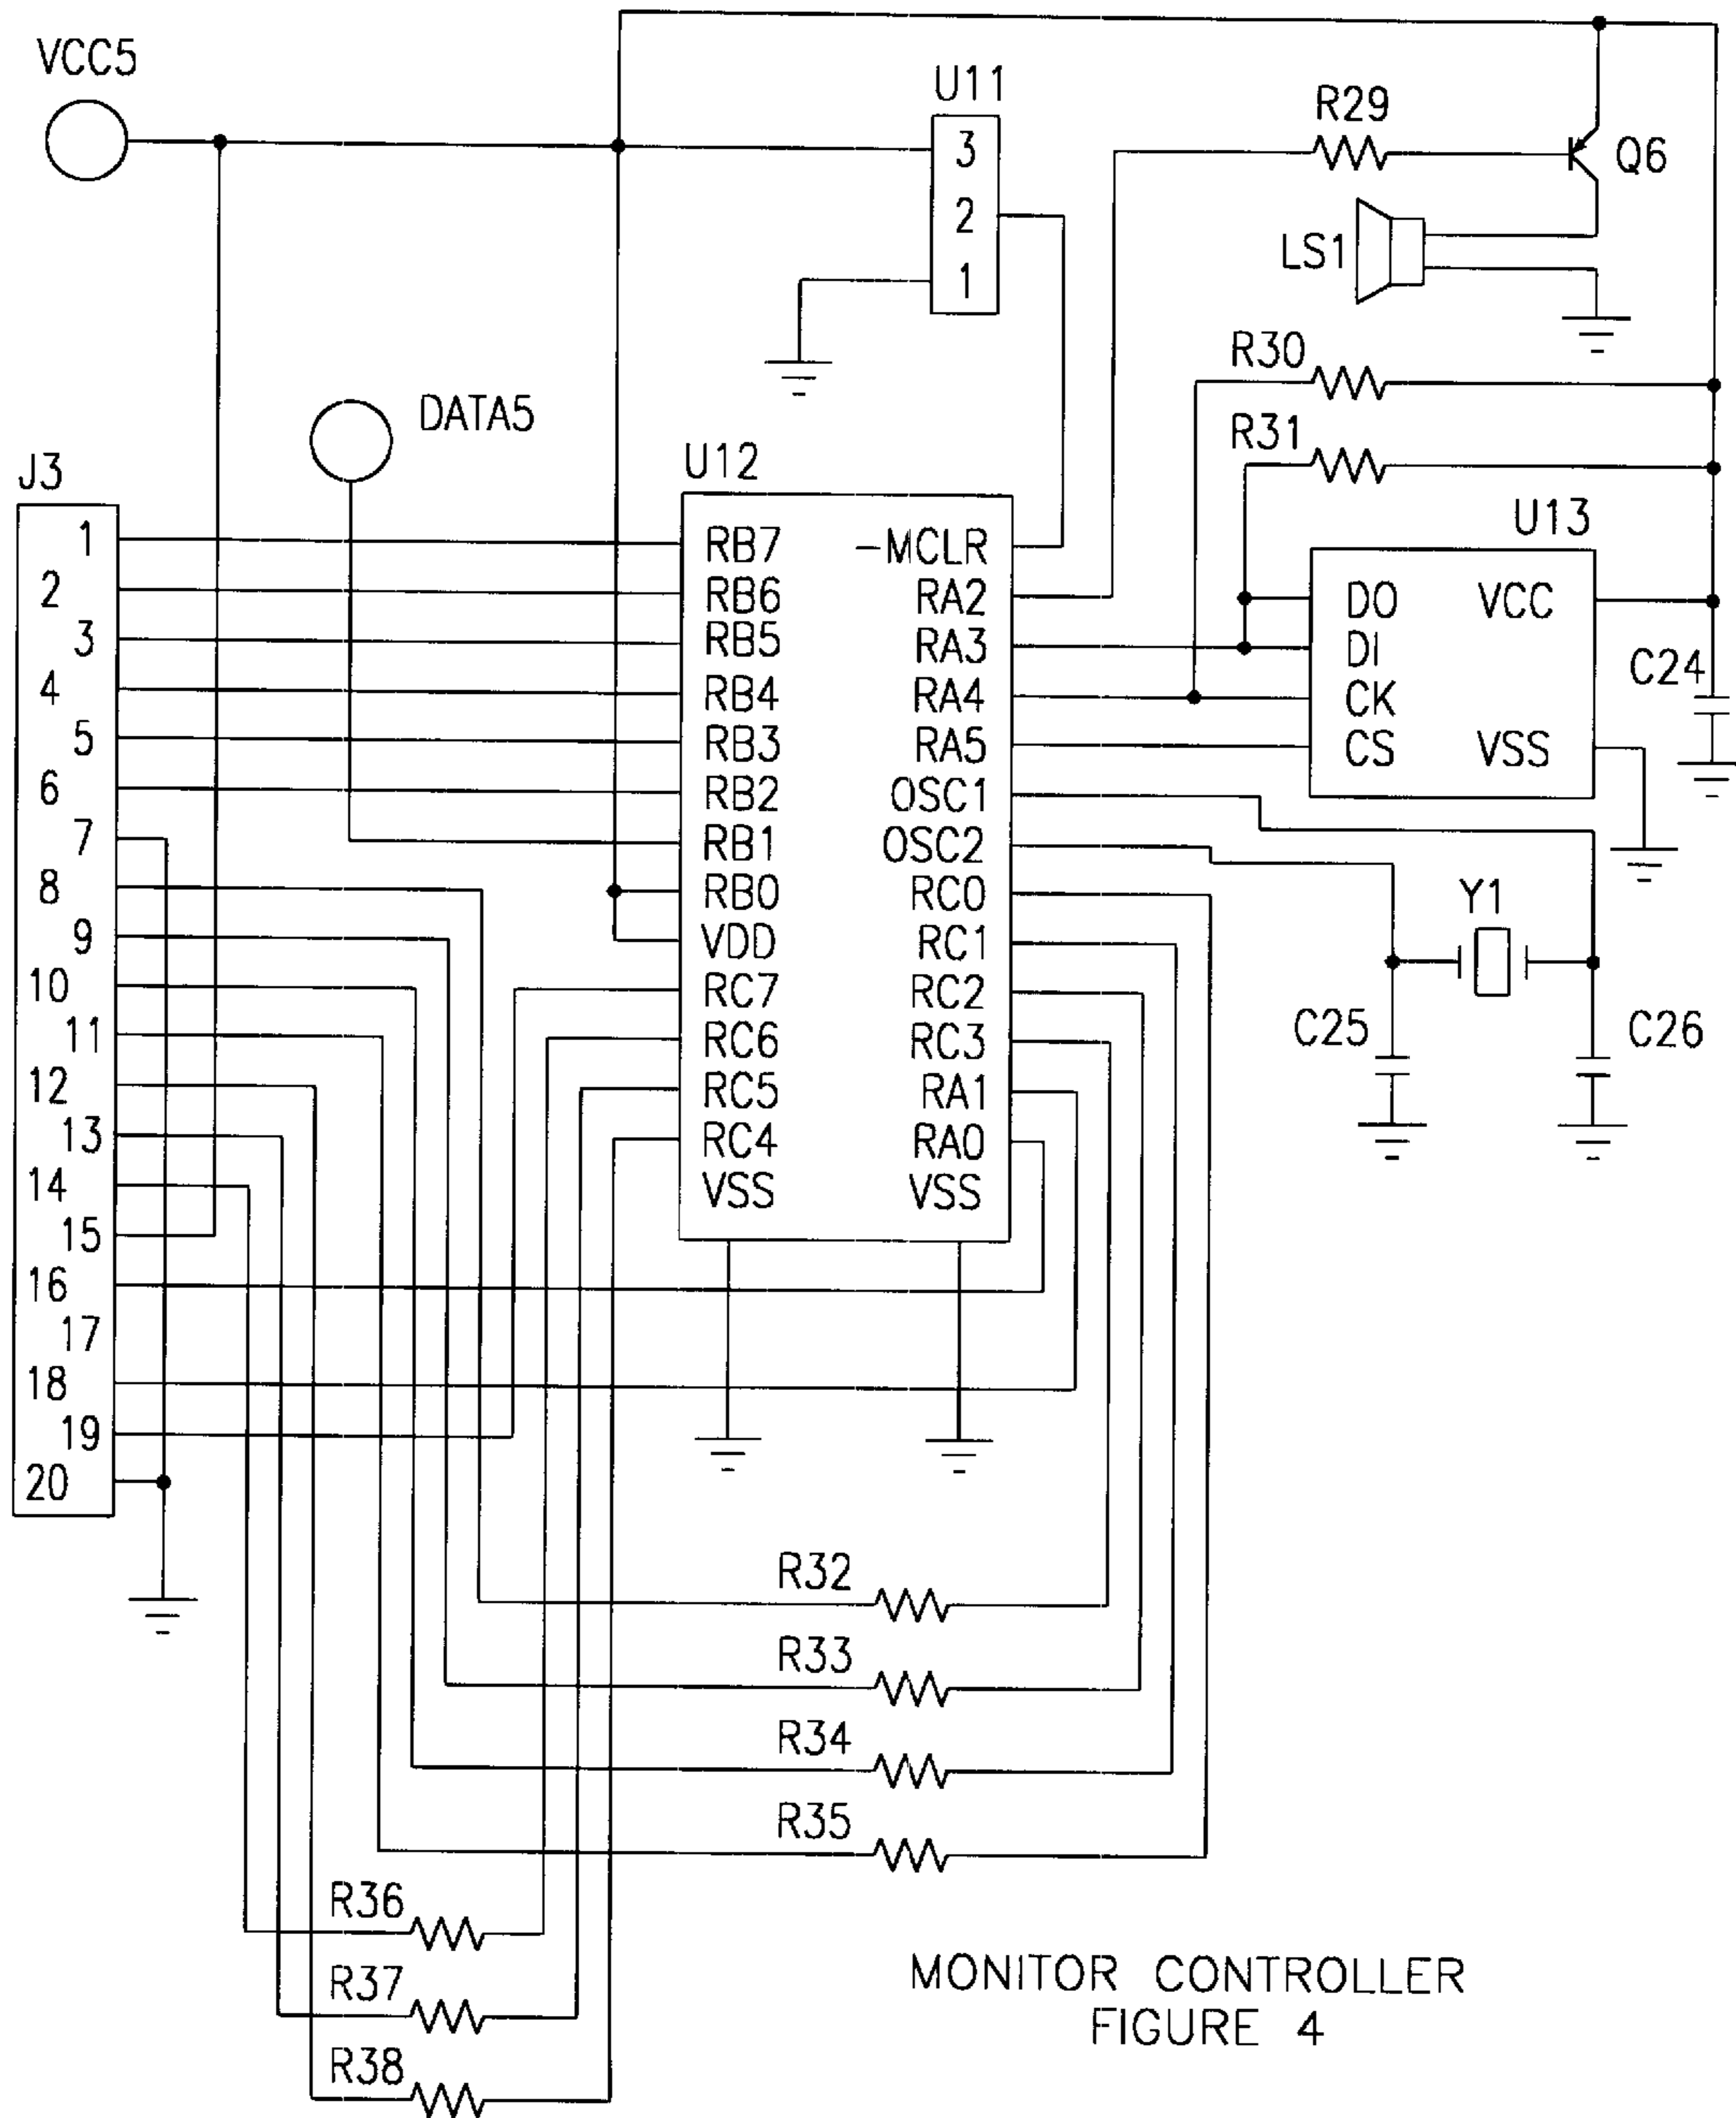 VCC5
U11
3
2
1
R29
Q6
LS1
R30
R31
DATA5
J3
1
2
3
4
5
6
7
8
9
10
11
12
13
14
15
16
17
18
19
20
U12
RB7 -MCLR
RB6 RA2
RB5 RA3
RB4 RA4
RB3 RA5
RB2 OSC1
RB1 OSC2
RB0 RC0
VDD RC1
RC7 RC2
RC6 RC3
RC5 RA1
RC4 RA0
VSS VSS
U13
DO VCC
DI
CK
CS VSS
C24
Y1
C25
C26
R32
R33
R34
R35
R36
R37
R38
MONITOR CONTROLLER
FIGURE 4